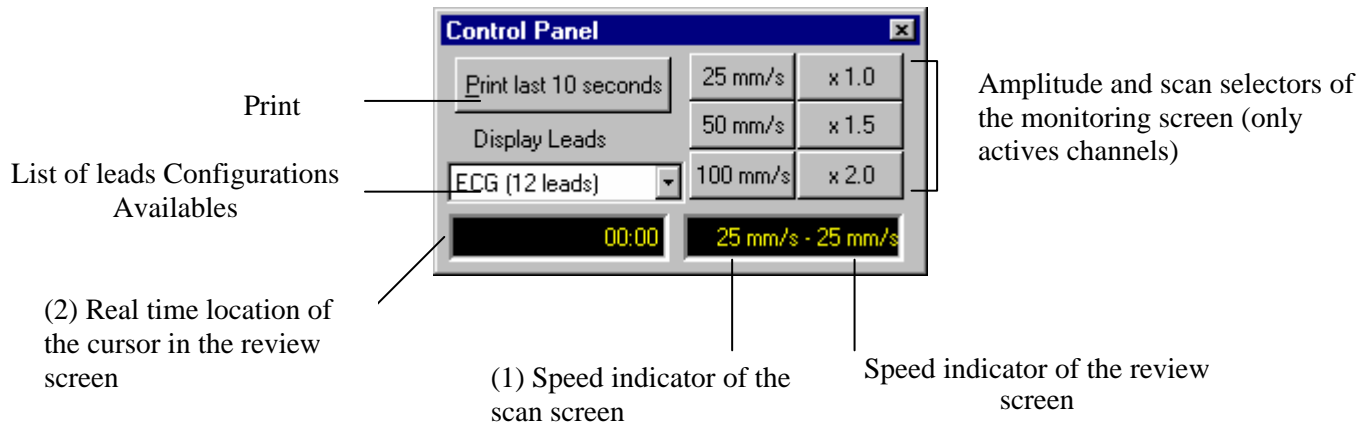 Control Panel
Print last 10 seconds
25 mm/s
x 1.0
Display Leads
50 mm/s
x 1.5
ECG (12 leads)
100 mm/s
x 2.0
00:00
25 mm/s - 25 mm/s
Print
List of leads Configurations
Availables
(2) Real time location of
the cursor in the review
screen
(1) Speed indicator of the
scan screen
Speed indicator of the review
screen
Amplitude and scan selectors of
the monitoring screen (only
actives channels)